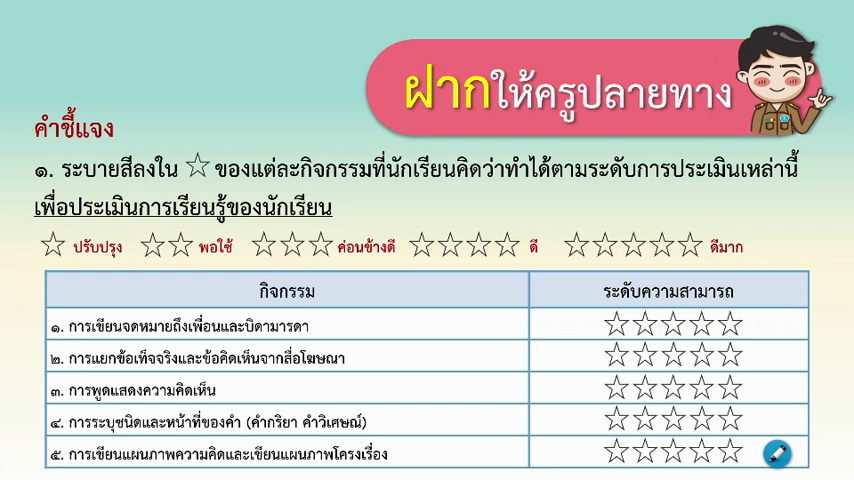 ฝากให้ครูปลายทาง
คำชี้แจง
๑. ระบายสีลงใน ☆ ของแต่ละกิจกรรมที่นักเรียนคิดว่าทำได้ตามระดับการประเมินเหล่านี้
เพื่อประเมินการเรียนรู้ของนักเรียน
☆ ปรับปรุง ☆☆ พอใช้ ☆☆☆ ค่อนข้างดี ☆☆☆☆ ดี ☆☆☆☆☆ ดีมาก
กิจกรรม ระดับความสามารถ
๑. การเขียนจดหมายถึงเพื่อนและบิดามารดา ☆☆☆☆☆
๒. การแยกข้อเท็จจริงและข้อคิดเห็นจากสื่อโฆษณา ☆☆☆☆☆
๓. การพูดแสดงความคิดเห็น ☆☆☆☆☆
๔. การระบุชนิดและหน้าที่ของคำ (คำกริยา คำวิเศษณ์) ☆☆☆☆☆
๕. การเขียนแผนภาพความคิดและเขียนแผนภาพโครงเรื่อง ☆☆☆☆☆